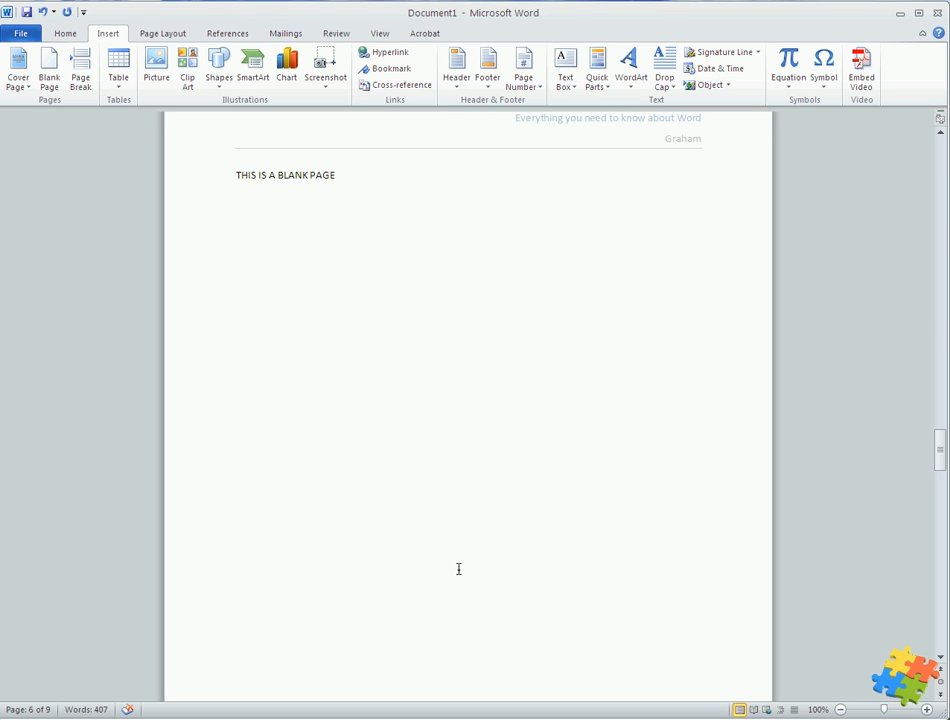 Document1 - Microsoft Word
File Home Insert Page Layout References Mailings Review View Acrobat
Cover Page Blank Page Page Break
Pages
Table
Tables
Picture Clip Art Shapes SmartArt Chart Screenshot
Illustrations
Hyperlink
Bookmark
Cross-reference
Links
Header Footer Page Number
Header & Footer
Text Box Quick Parts WordArt Drop Cap
Signature Line
Date & Time
Object
Text
Equation Symbol
Symbols
Embed Video
Video
Everything you need to know about Word
Graham
THIS IS A BLANK PAGE
Page: 6 of 9 Words: 407 100%